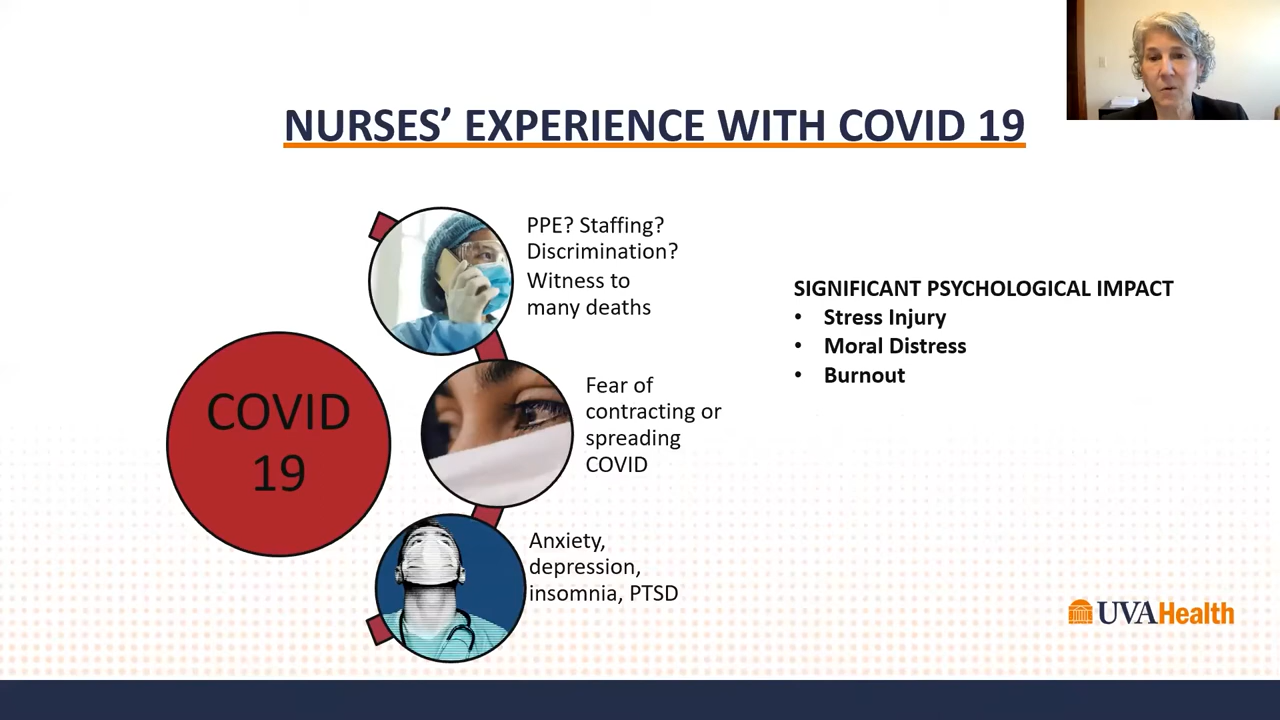 NURSES’ EXPERIENCE WITH COVID 19
PPE? Staffing?
Discrimination?
Witness to
many deaths
SIGNIFICANT PSYCHOLOGICAL IMPACT
• Stress Injury
• Moral Distress
• Burnout
COVID
19
Fear of
contracting or
spreading
COVID
Anxiety,
depression,
insomnia, PTSD
UVAHealth